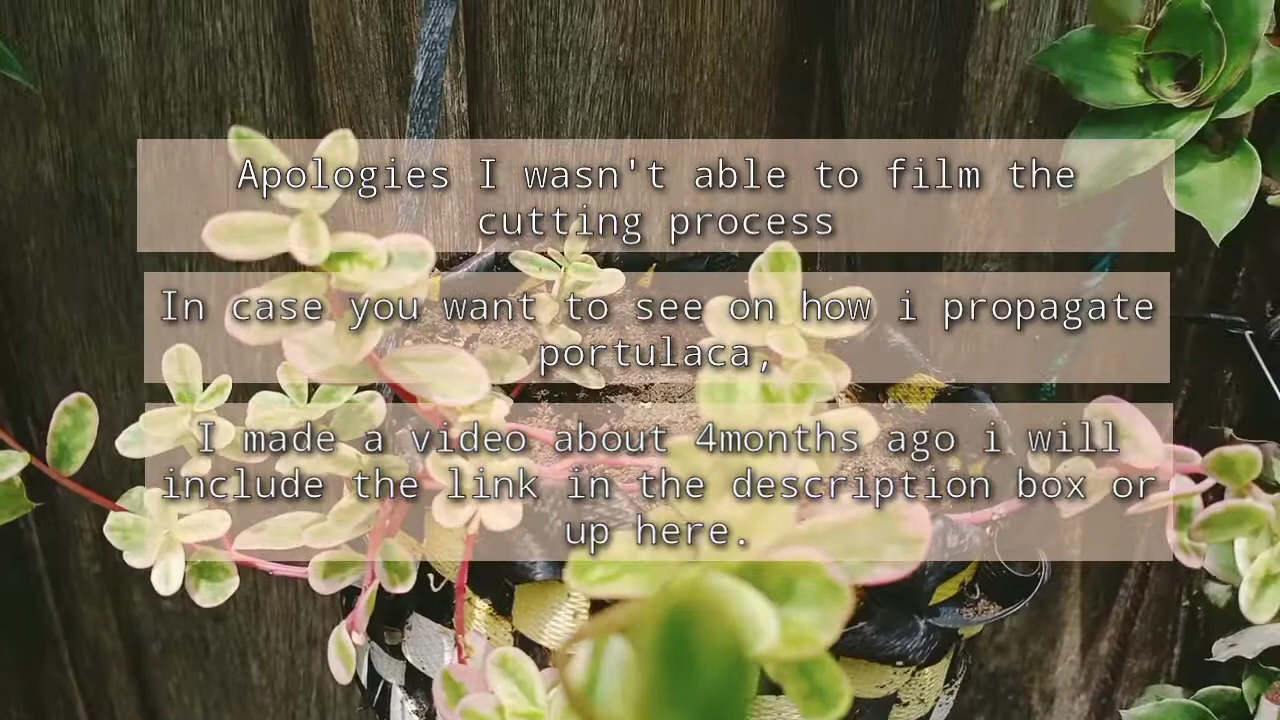 Apologies I wasn't able to film the
cutting process
In case you want to see on how i propagate
portulaca,
I made a video about 4months ago i will
include the link in the description box or
up here.